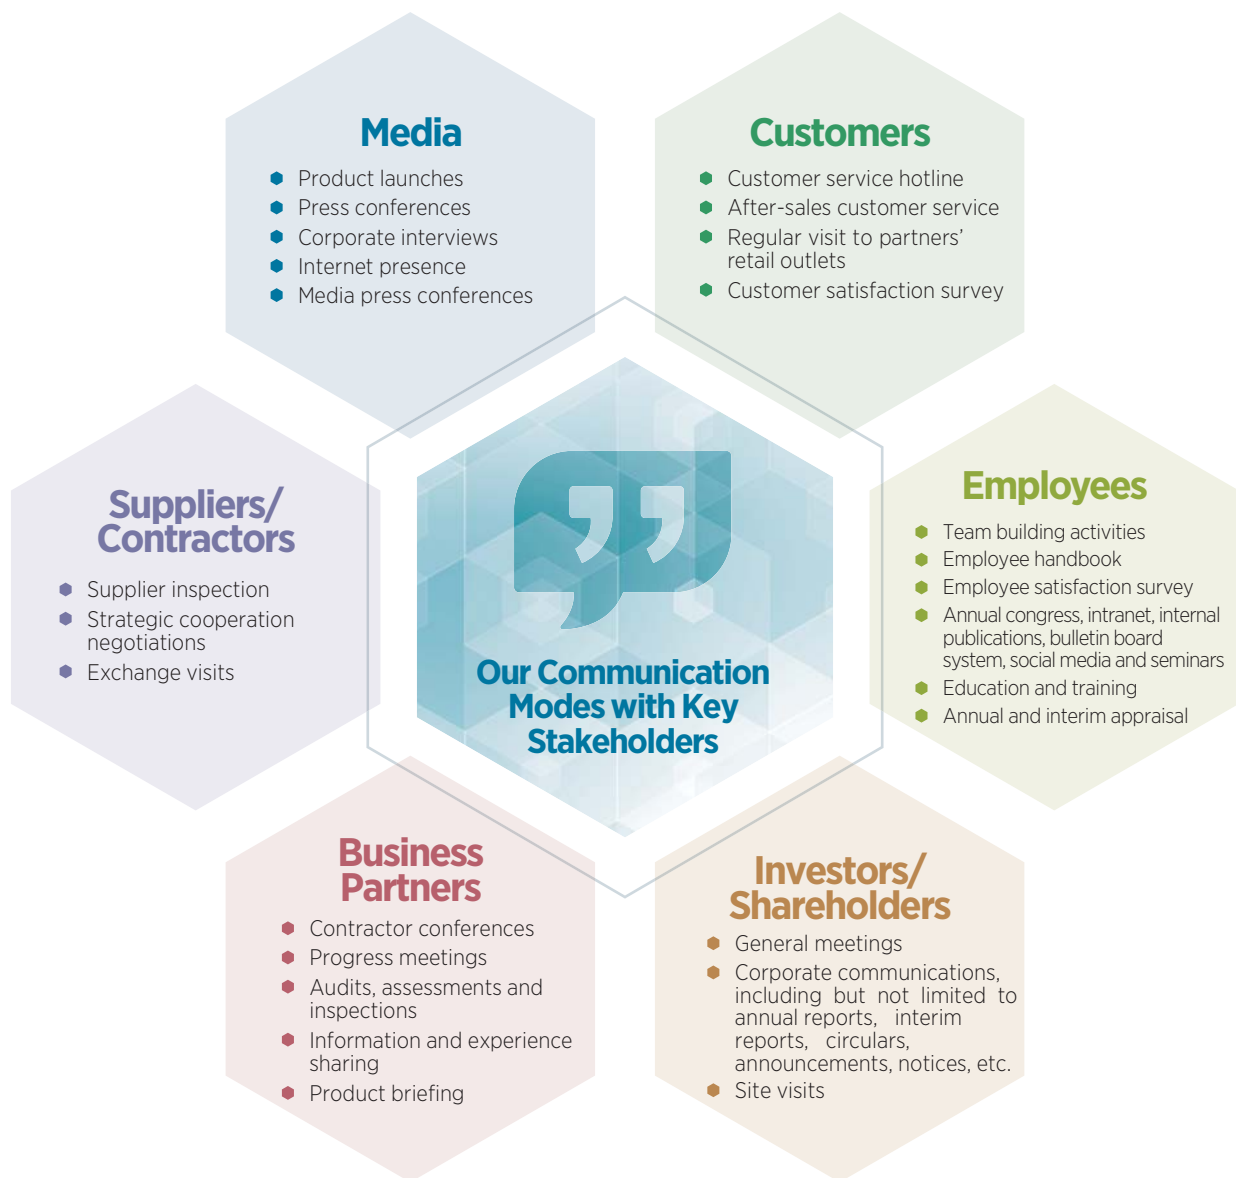 Media
Product launches
Press conferences
Corporate interviews
Internet presence
Media press conferences
Customers
Customer service hotline
After-sales customer service
Regular visit to partners’
retail outlets
Customer satisfaction survey
Suppliers/
Contractors
Supplier inspection
Strategic cooperation
negotiations
Exchange visits
Our Communication
Modes with Key
Stakeholders
Employees
Team building activities
Employee handbook
Employee satisfaction survey
Annual congress, intranet, internal
publications, bulletin board
system, social media and seminars
Education and training
Annual and interim appraisal
Business
Partners
Contractor conferences
Progress meetings
Audits, assessments and
inspections
Information and experience
sharing
Product briefing
Investors/
Shareholders
General meetings
Corporate communications,
including but not limited to
annual reports, interim
reports, circulars,
announcements, notices, etc.
Site visits